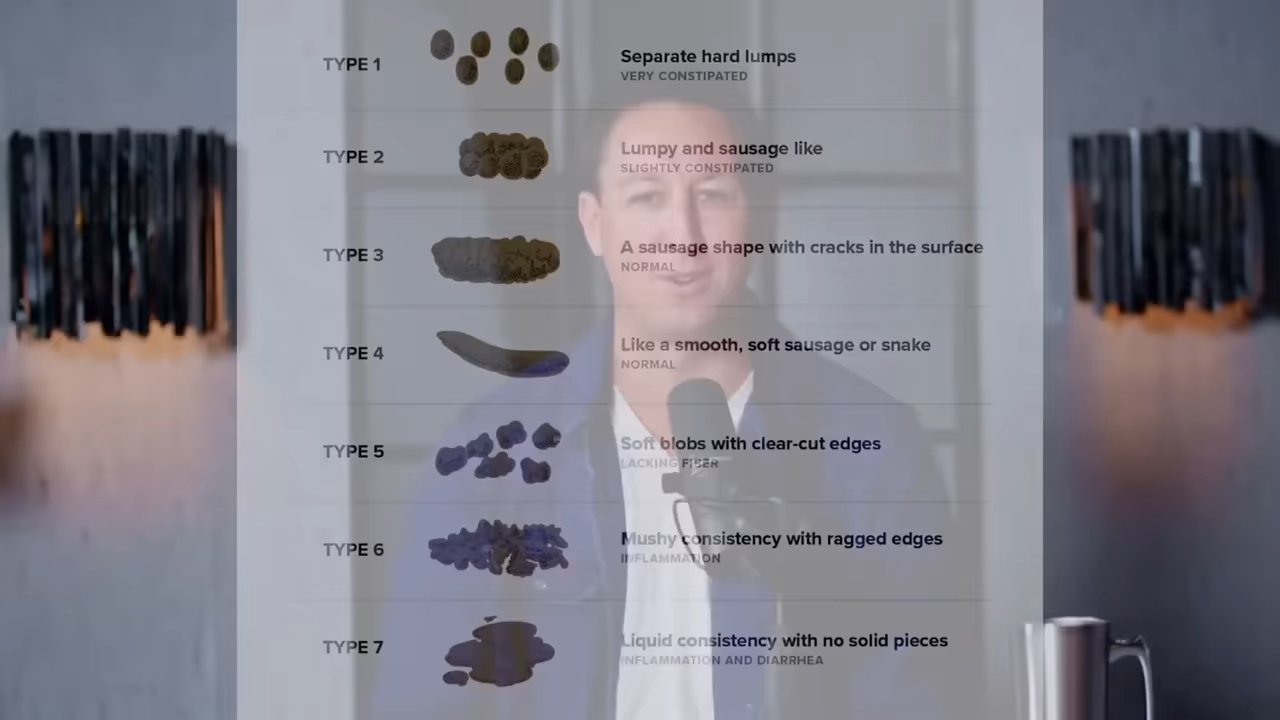 TYPE 1
Separate hard lumps
VERY CONSTIPATED
TYPE 2
Lumpy and sausage like
SLIGHTLY CONSTIPATED
TYPE 3
A sausage shape with cracks in the surface
NORMAL
TYPE 4
Like a smooth, soft sausage or snake
NORMAL
TYPE 5
Soft blobs with clear-cut edges
LACKING FIBER
TYPE 6
Mushy consistency with ragged edges
INFLAMMATION
TYPE 7
Liquid consistency with no solid pieces
INFLAMMATION AND DIARRHEA